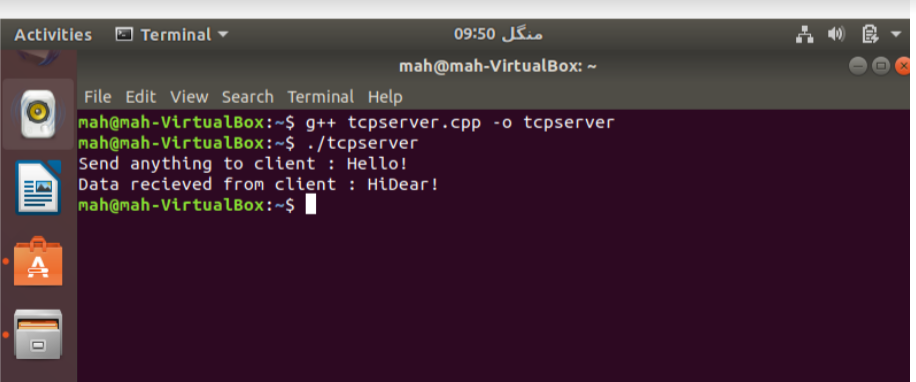 Activities Terminal منگل 09:50
mah@mah-VirtualBox: ~
File Edit View Search Terminal Help
mah@mah-VirtualBox:~$ g++ tcpserver.cpp -o tcpserver
mah@mah-VirtualBox:~$ ./tcpserver
Send anything to client : Hello!
Data recieved from client : HiDear!
mah@mah-VirtualBox:~$